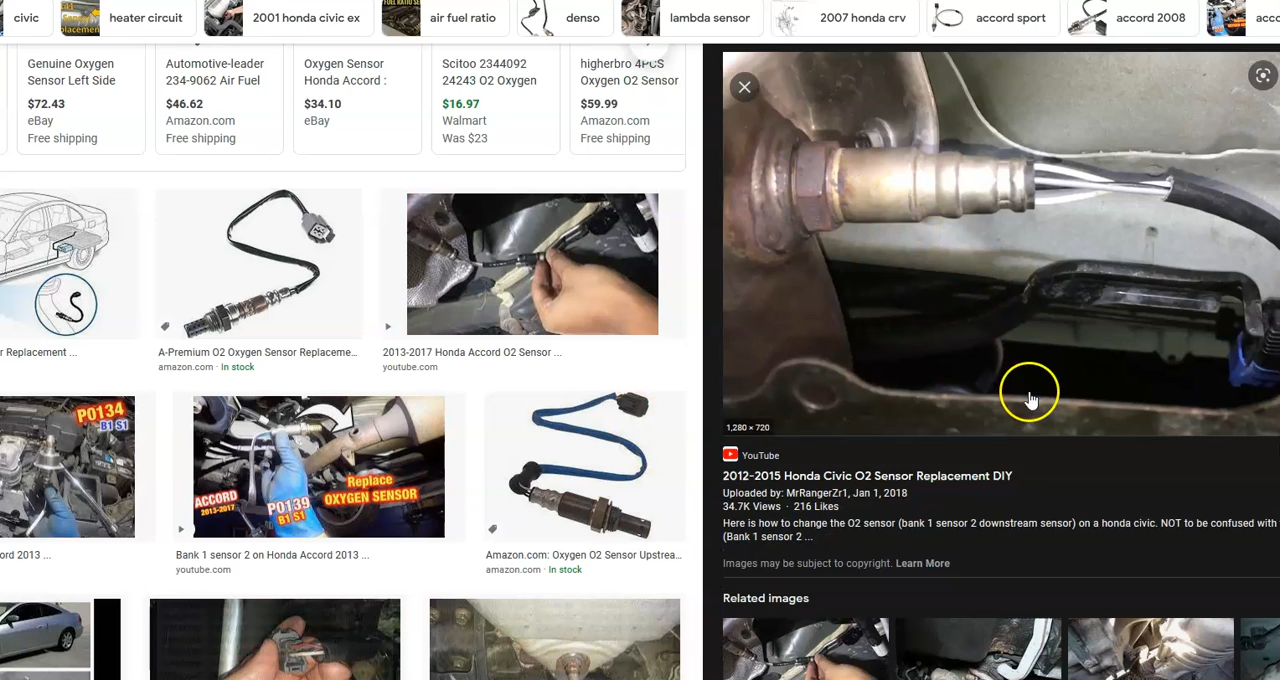 civic
heater circuit
2001 honda civic ex
air fuel ratio
denso
lambda sensor
2007 honda crv
accord sport
accord 2008
Genuine Oxygen
Sensor Left Side
$72.43
eBay
Free shipping
Automotive-leader
234-9062 Air Fuel
$46.62
Amazon.com
Free shipping
Oxygen Sensor
Honda Accord :
$34.10
eBay
Scitoo 2344092
24243 O2 Oxygen
$16.97
Walmart
Was $23
higherbro 4PCS
Oxygen O2 Sensor
$59.99
Amazon.com
Free shipping
r Replacement ...
A-Premium O2 Oxygen Sensor Replaceme...
amazon.com · In stock
2013-2017 Honda Accord O2 Sensor ...
youtube.com
P0134
B1 S1
ACCORD
2013-2017
P0139
B1 S1
Replace
OXYGEN SENSOR
ord 2013 ...
Bank 1 sensor 2 on Honda Accord 2013 ...
youtube.com
Amazon.com: Oxygen O2 Sensor Upstrea...
amazon.com · In stock
1,280 × 720
YouTube
2012-2015 Honda Civic O2 Sensor Replacement DIY
Uploaded by: MrRangerZr1, Jan 1, 2018
34.7K Views · 216 Likes
Here is how to change the O2 sensor (bank 1 sensor 2 downstream sensor) on a honda civic. NOT to be confused with
(Bank 1 sensor 2 ...
Images may be subject to copyright. Learn More
Related images